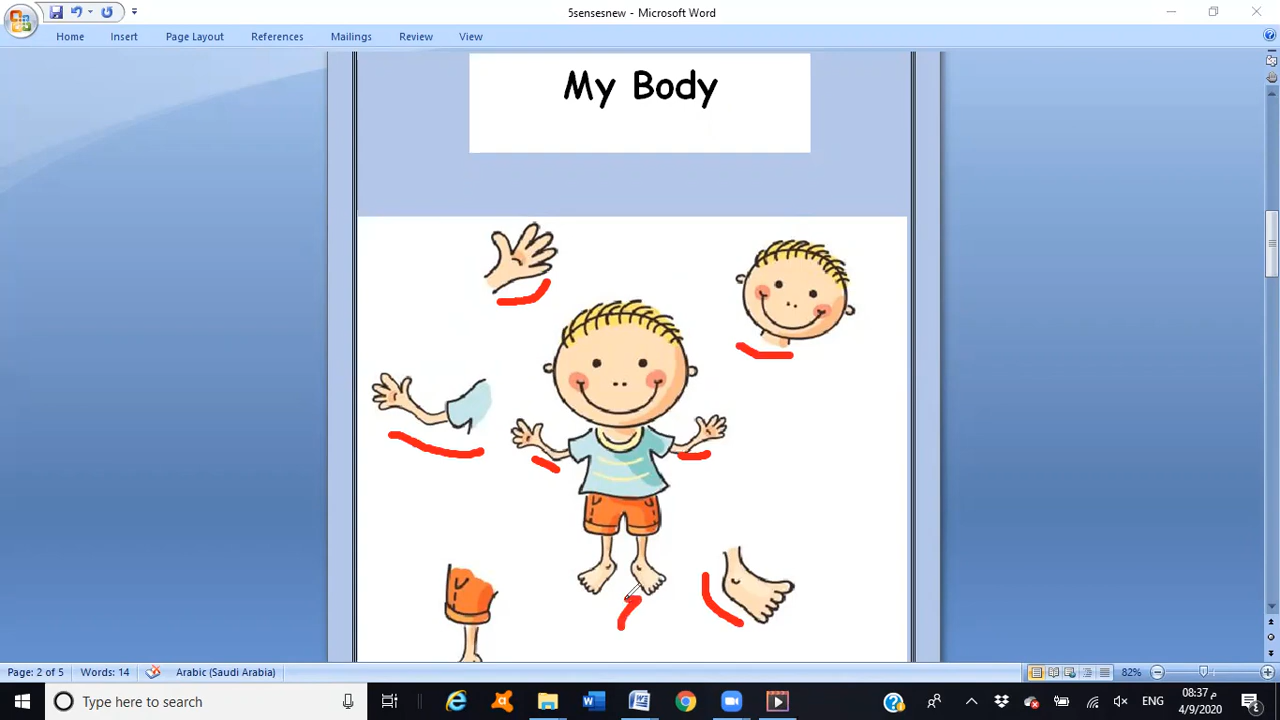 5sensesnew - Microsoft Word
Home Insert Page Layout References Mailings Review View
My Body
Page: 2 of 5 Words: 14 Arabic (Saudi Arabia) 82%
Type here to search
ENG
08:37 م
4/9/2020